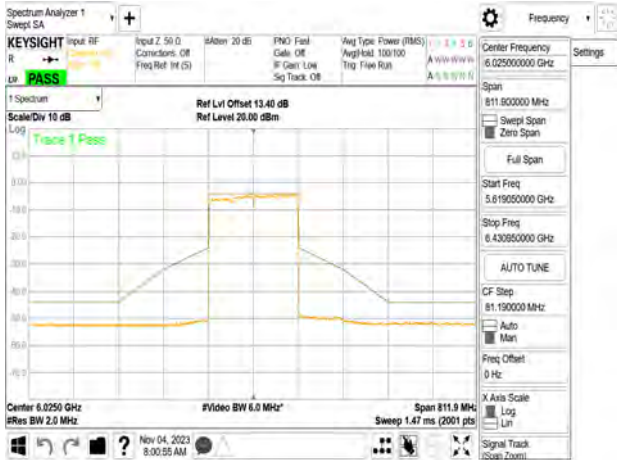 Spectrum Analyzer 1
Swept SA
+
Frequency
KEYSIGHT
Input: RF
R
PASS
Input Z: 50 Ω
Corrections: Off
Freq Ref: Int (S)
#Atten: 20 dB
PNO: Fast
Gate: Off
IF Gain: Low
Sig Track: Off
Avg Type: Power (RMS)
Avg|Hold: 100/100
Trig: Free Run
1 Spectrum
Scale/Div 10 dB
Ref Lvl Offset 13.40 dB
Ref Level 20.00 dBm
Log
Trace 1 Pass
Center 6.0250 GHz
#Res BW 2.0 MHz
#Video BW 6.0 MHz*
Span 811.9 MHz
Sweep 1.47 ms (2001 pts
Nov 04, 2023
8:00:55 AM
Center Frequency
6.025000000 GHz
Settings
Span
811.900000 MHz
Swept Span
Zero Span
Full Span
Start Freq
5.619050000 GHz
Stop Freq
6.430950000 GHz
AUTO TUNE
CF Step
81.190000 MHz
Auto
Man
Freq Offset
0 Hz
X Axis Scale
Log
Lin
Signal Track
(Span Zoom)